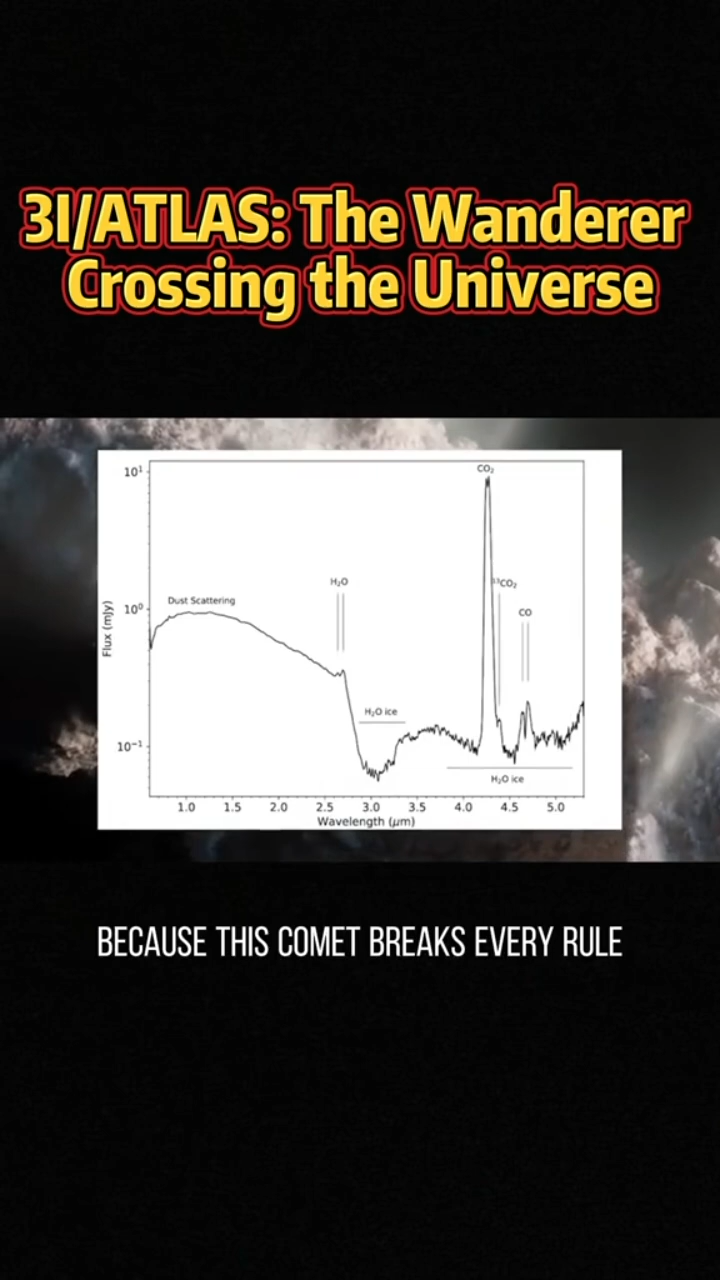 3I/ATLAS: The Wanderer
Crossing the Universe
10¹
CO₂
H₂O
¹³CO₂
Dust Scattering
10⁰
CO
Flux (mJy)
H₂O ice
10⁻¹
H₂O ice
1.0 1.5 2.0 2.5 3.0 3.5 4.0 4.5 5.0
Wavelength (μm)
BECAUSE THIS COMET BREAKS EVERY RULE